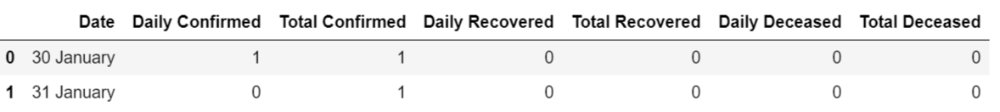 Date Daily Confirmed Total Confirmed Daily Recovered Total Recovered Daily Deceased Total Deceased
0 30 January 1 1 0 0 0 0
1 31 January 0 1 0 0 0 0